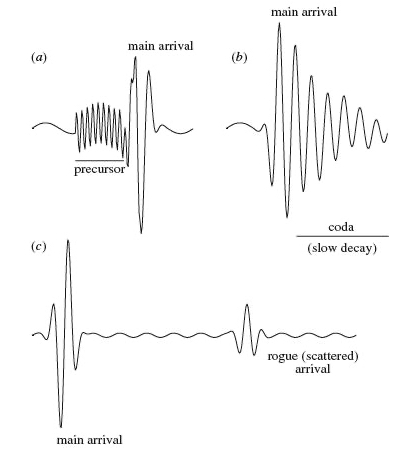 main arrival
(a)
main arrival
(b)
precursor
coda
(slow decay)
(c)
rogue (scattered)
arrival
main arrival